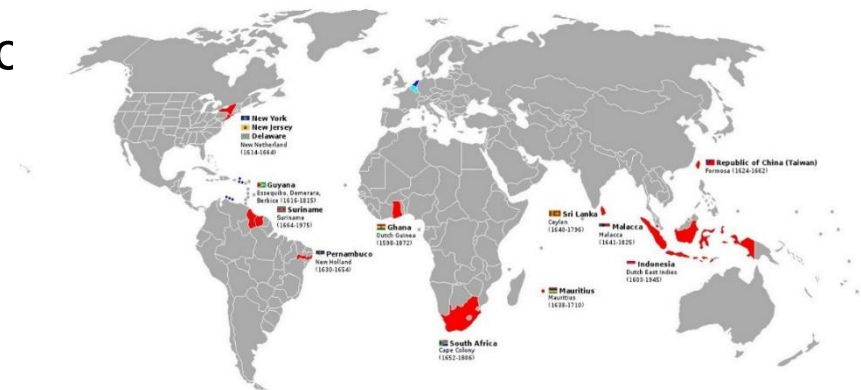 c
New York
New Jersey
Delaware
New Netherland
(1614-1664)
Guyana
Essequibo, Demerara,
Berbice (1616-1815)
Suriname
Suriname
(1664-1975)
Pernambuco
New Holland
(1630-1654)
Ghana
Dutch Guinea
(1598-1872)
South Africa
Cape Colony
(1652-1806)
Mauritius
Mauritius
(1638-1710)
Sri Lanka
Ceylon
(1640-1796)
Malacca
Malacca
(1641-1825)
Indonesia
Dutch East Indies
(1603-1945)
Republic of China (Taiwan)
Formosa (1624-1662)